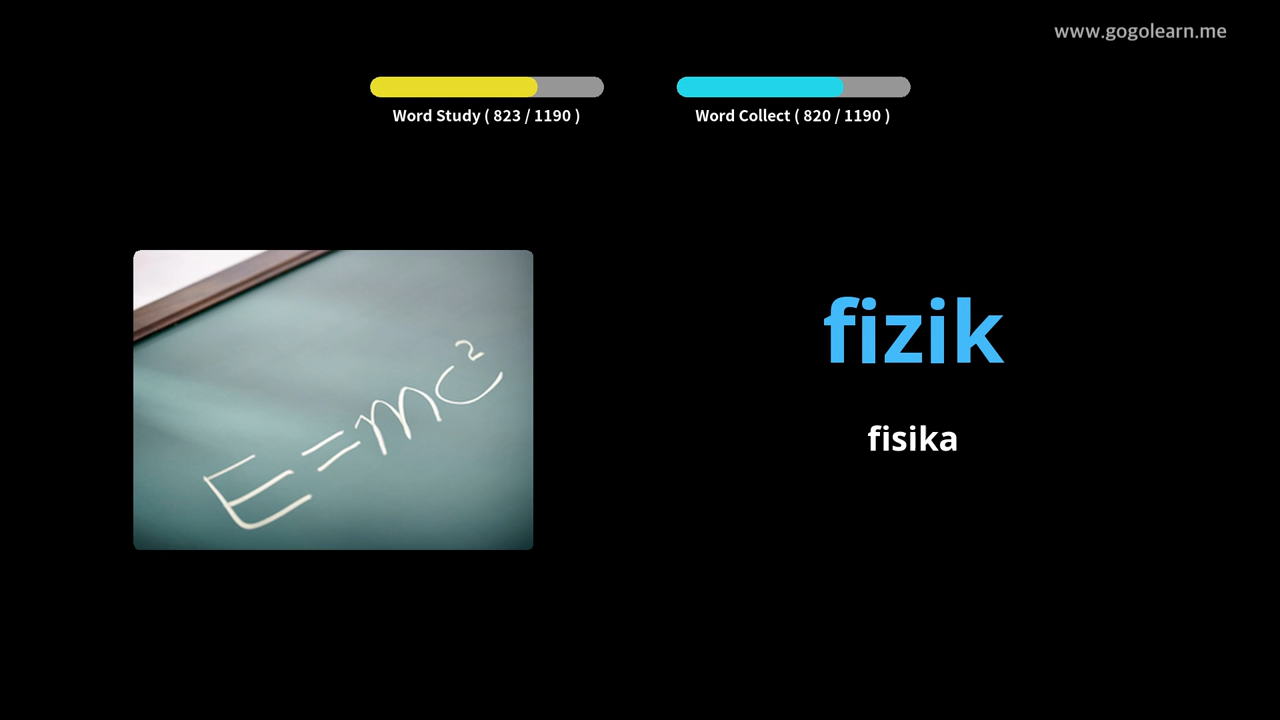 www.gogolearn.me
Word Study ( 823 / 1190 )
Word Collect ( 820 / 1190 )
E=mc²
fizik
fisika